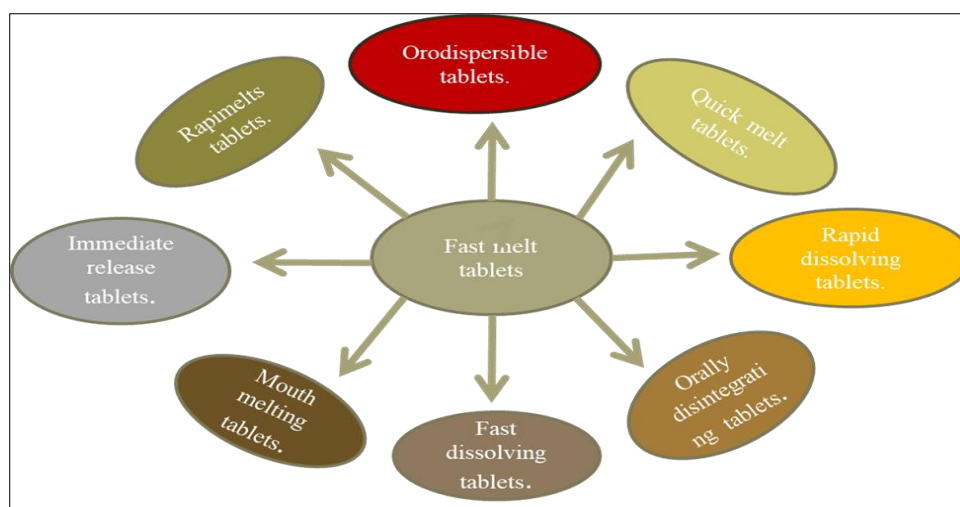 Orodispersible
tablets.
Rapimelts
tablets.
Quick melt
tablets.
Fast melt
tablets
Immediate
release
tablets.
Rapid
dissolving
tablets.
Mouth
melting
tablets.
Fast
dissolving
tablets.
Orally
disintegrati
ng tablets.